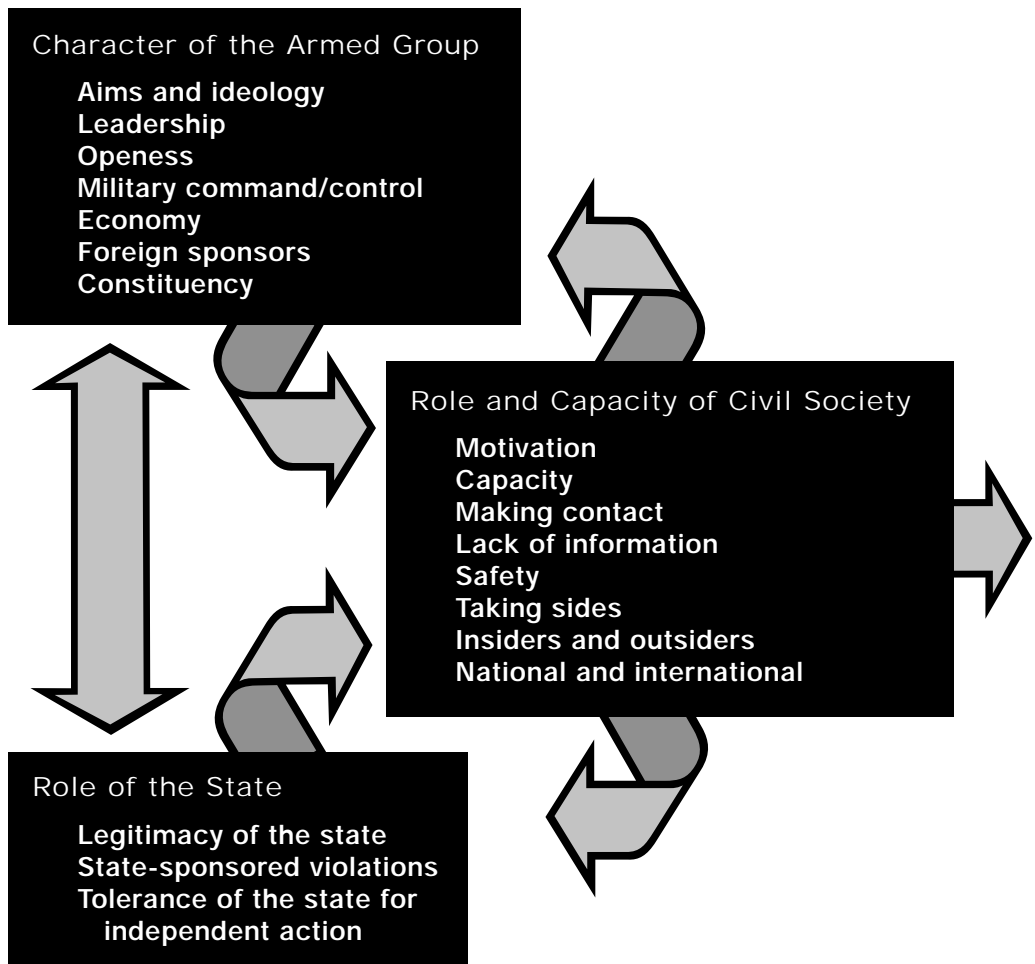 Character of the Armed Group
Aims and ideology
Leadership
Openess
Military command/control
Economy
Foreign sponsors
Constituency
Role and Capacity of Civil Society
Motivation
Capacity
Making contact
Lack of information
Safety
Taking sides
Insiders and outsiders
National and international
Role of the State
Legitimacy of the state
State-sponsored violations
Tolerance of the state for
independent action